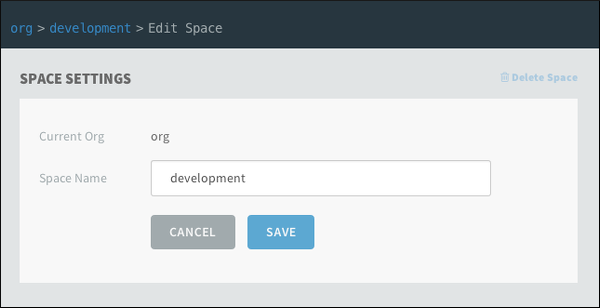 org > development > Edit Space
SPACE SETTINGS
Delete Space
Current Org org
Space Name development
CANCEL SAVE